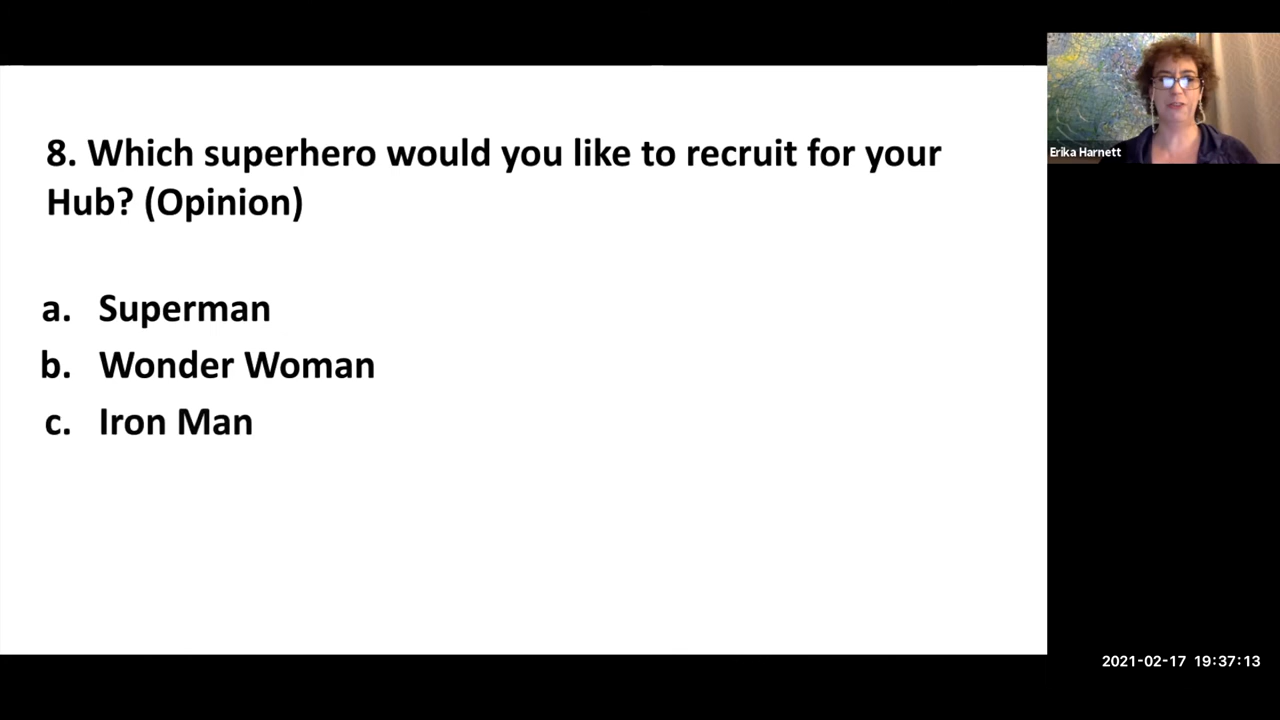 8. Which superhero would you like to recruit for your
Hub? (Opinion)
a. Superman
b. Wonder Woman
c. Iron Man
Erika Harnett
2021-02-17 19:37:13